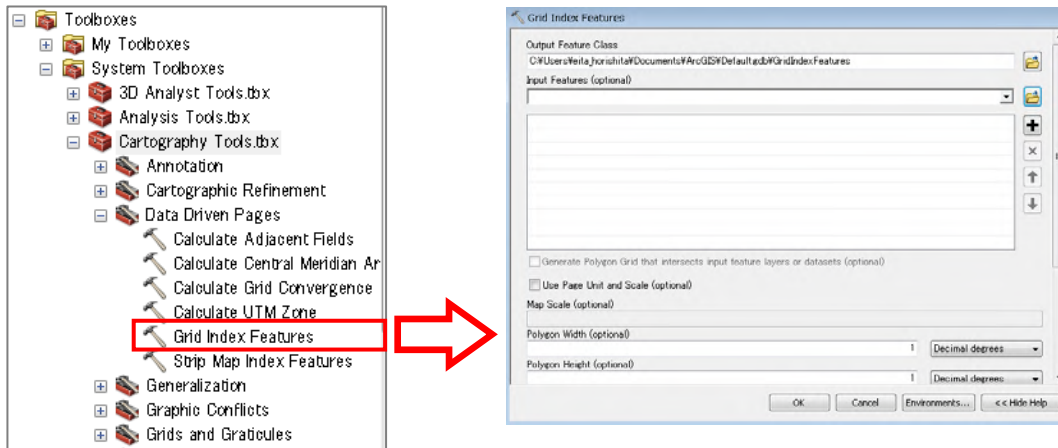 Toolboxes
My Toolboxes
System Toolboxes
3D Analyst Tools.tbx
Analysis Tools.tbx
Cartography Tools.tbx
Annotation
Cartographic Refinement
Data Driven Pages
Calculate Adjacent Fields
Calculate Central Meridian Ar
Calculate Grid Convergence
Calculate UTM Zone
Grid Index Features
Strip Map Index Features
Generalization
Graphic Conflicts
Grids and Graticules
Grid Index Features
Output Feature Class
C:¥Users¥eita_horishita¥Documents¥ArcGIS¥Default.gdb¥GridIndexFeatures
Input Features (optional)
Generate Polygon Grid that intersects input feature layers or datasets (optional)
Use Page Unit and Scale (optional)
Map Scale (optional)
Polygon Width (optional)
1 Decimal degrees
Polygon Height (optional)
1 Decimal degrees
OK Cancel Environments... << Hide Help